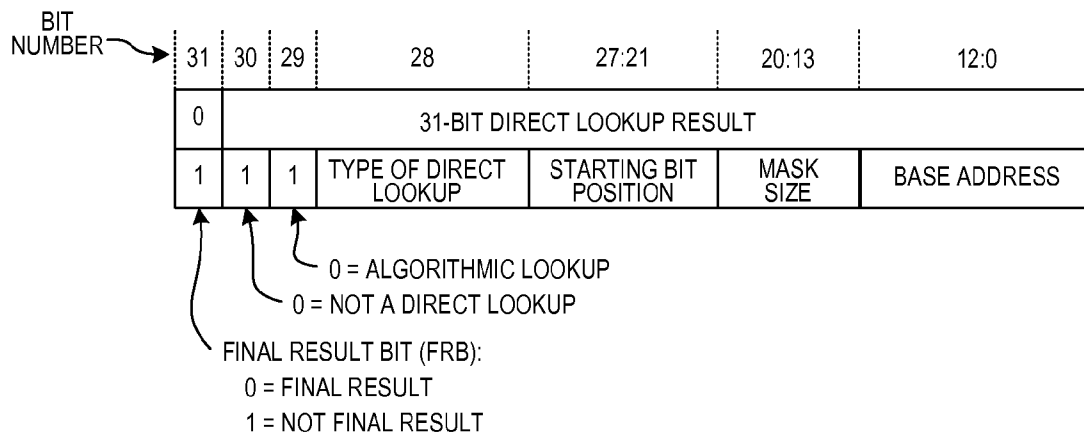 BIT
NUMBER
31 30 29 28 27:21 20:13 12:0
0 31-BIT DIRECT LOOKUP RESULT
1 1 1 TYPE OF DIRECT LOOKUP STARTING BIT POSITION MASK SIZE BASE ADDRESS
0 = ALGORITHMIC LOOKUP
0 = NOT A DIRECT LOOKUP
FINAL RESULT BIT (FRB):
0 = FINAL RESULT
1 = NOT FINAL RESULT